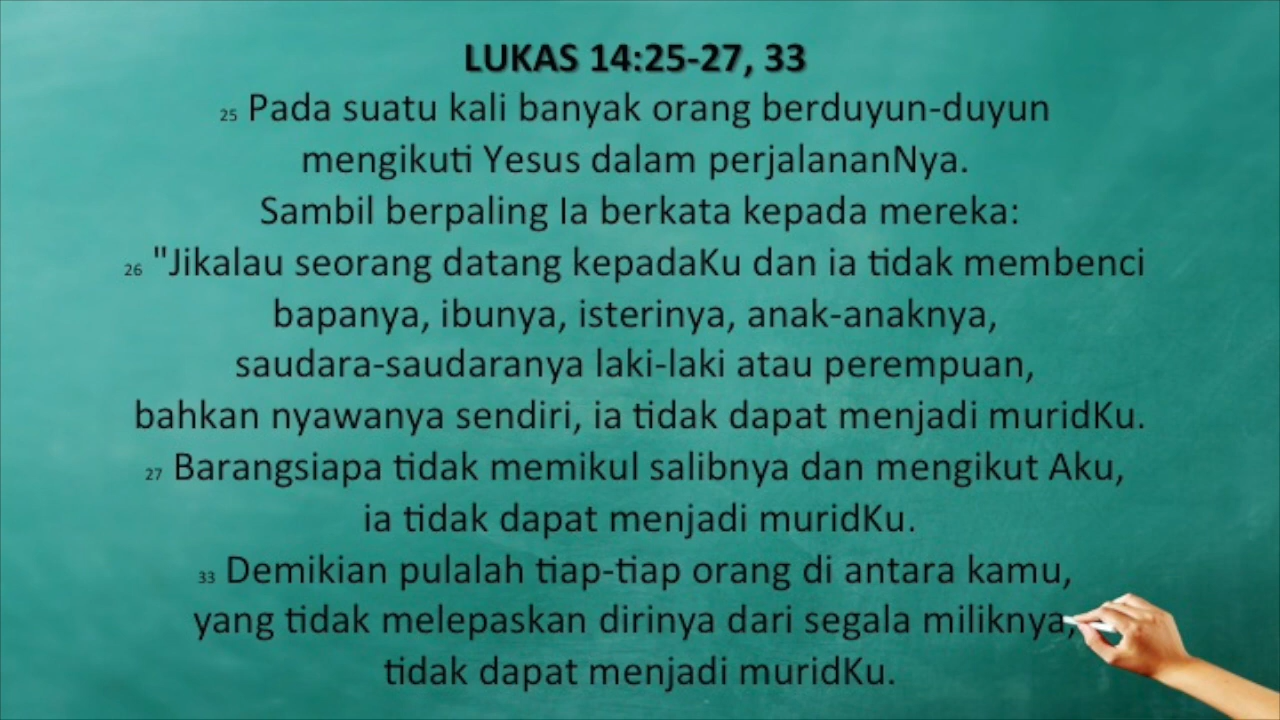 LUKAS 14:25-27, 33
25 Pada suatu kali banyak orang berduyun-duyun
mengikuti Yesus dalam perjalananNya.
Sambil berpaling Ia berkata kepada mereka:
26 "Jikalau seorang datang kepadaKu dan ia tidak membenci
bapanya, ibunya, isterinya, anak-anaknya,
saudara-saudaranya laki-laki atau perempuan,
bahkan nyawanya sendiri, ia tidak dapat menjadi muridKu.
27 Barangsiapa tidak memikul salibnya dan mengikut Aku,
ia tidak dapat menjadi muridKu.
33 Demikian pulalah tiap-tiap orang di antara kamu,
yang tidak melepaskan dirinya dari segala miliknya,
tidak dapat menjadi muridKu.